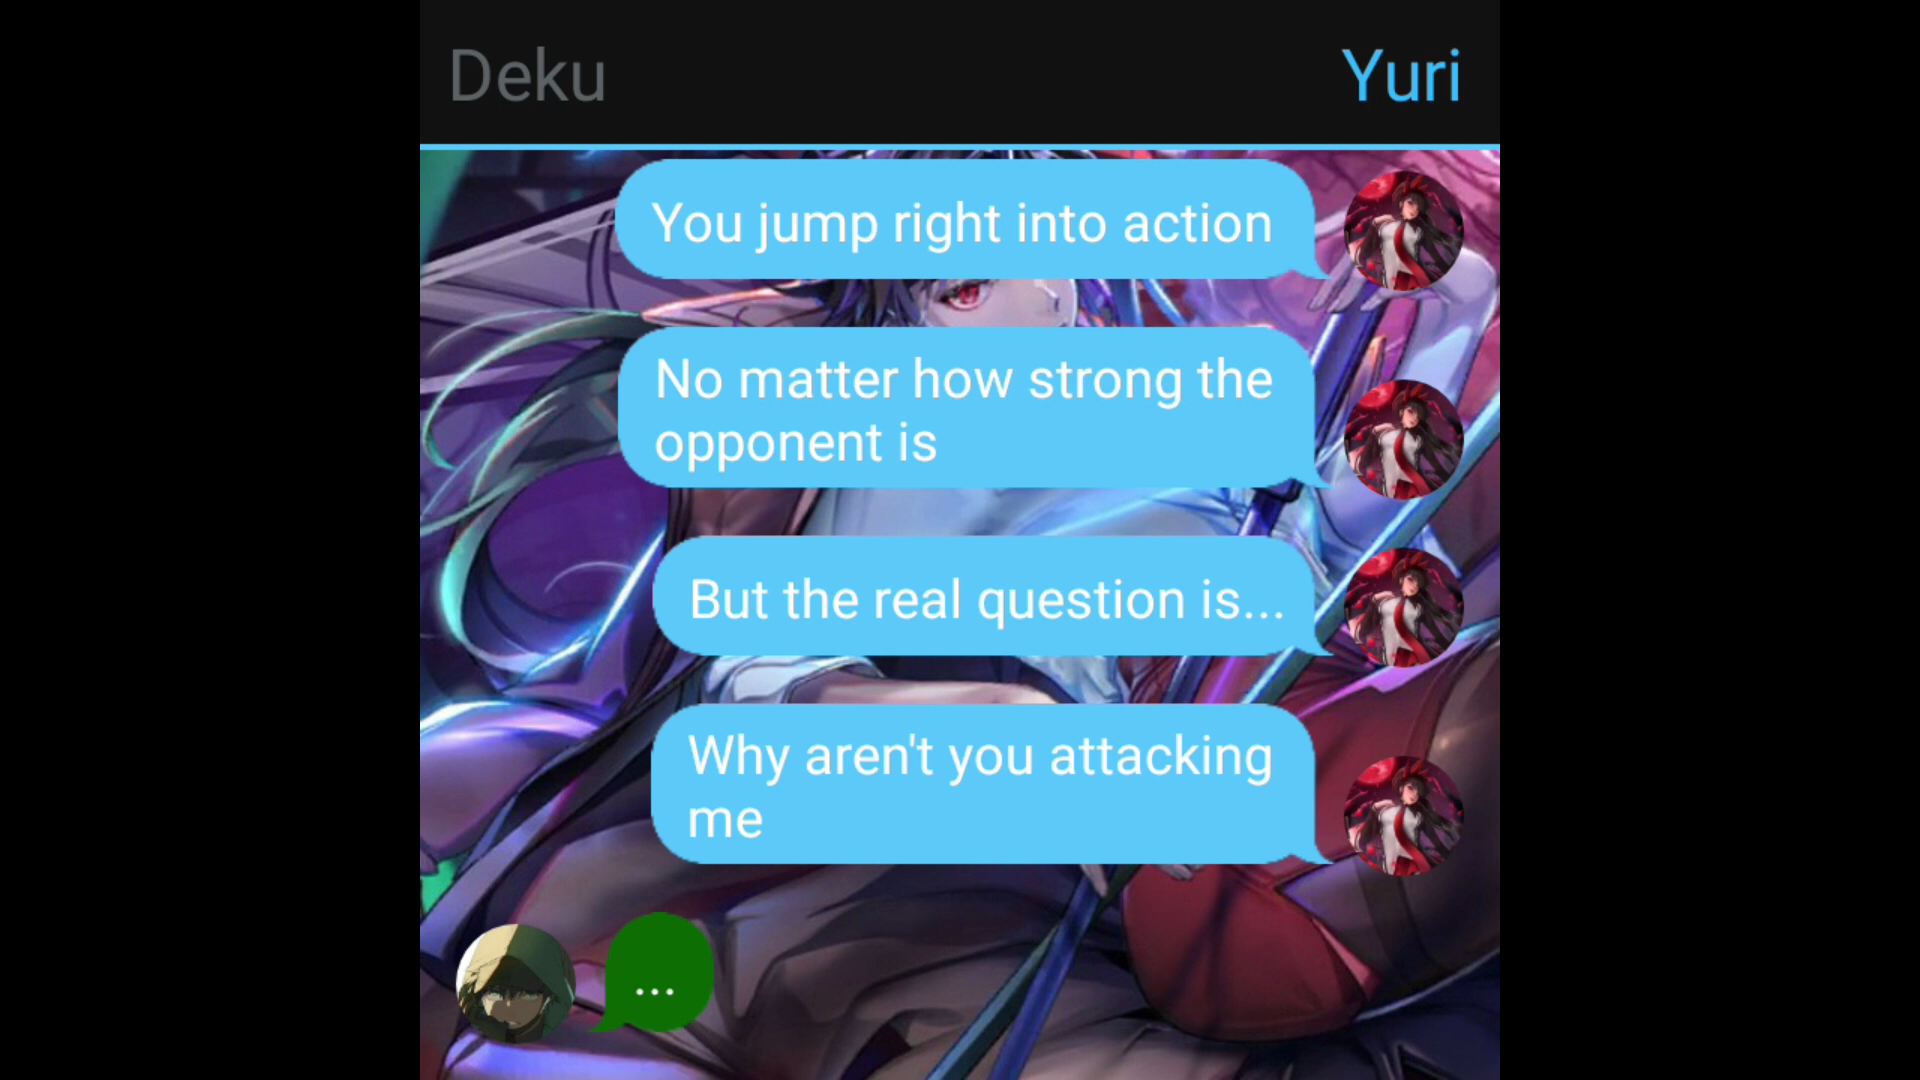 Deku
Yuri
You jump right into action
No matter how strong the
opponent is
But the real question is...
Why aren't you attacking
me
...